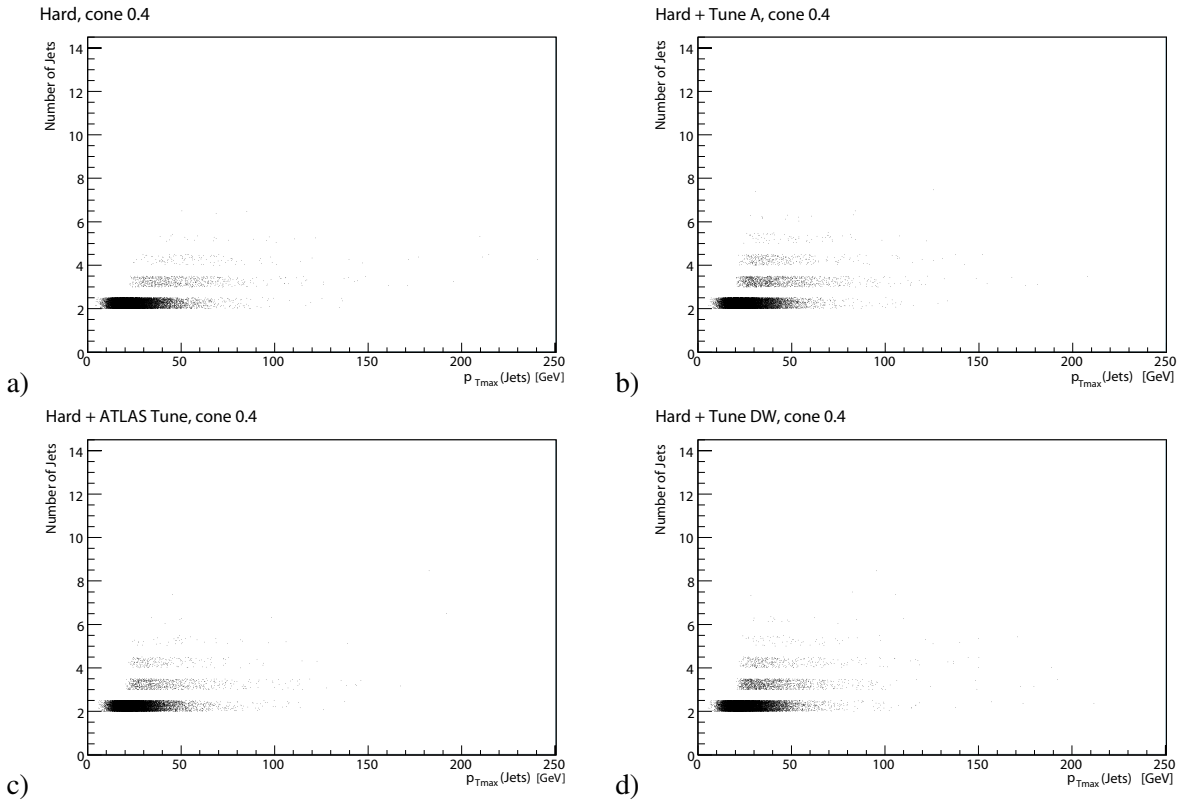 Hard, cone 0.4
Number of Jets
14
12
10
8
6
4
2
0
0 50 100 150 200 250
p Tmax (Jets) [GeV]
a)
Hard + Tune A, cone 0.4
Number of Jets
14
12
10
8
6
4
2
0
0 50 100 150 200 250
p Tmax (Jets) [GeV]
b)
Hard + ATLAS Tune, cone 0.4
Number of Jets
14
12
10
8
6
4
2
0
0 50 100 150 200 250
p Tmax (Jets) [GeV]
c)
Hard + Tune DW, cone 0.4
Number of Jets
14
12
10
8
6
4
2
0
0 50 100 150 200 250
p Tmax (Jets) [GeV]
d)